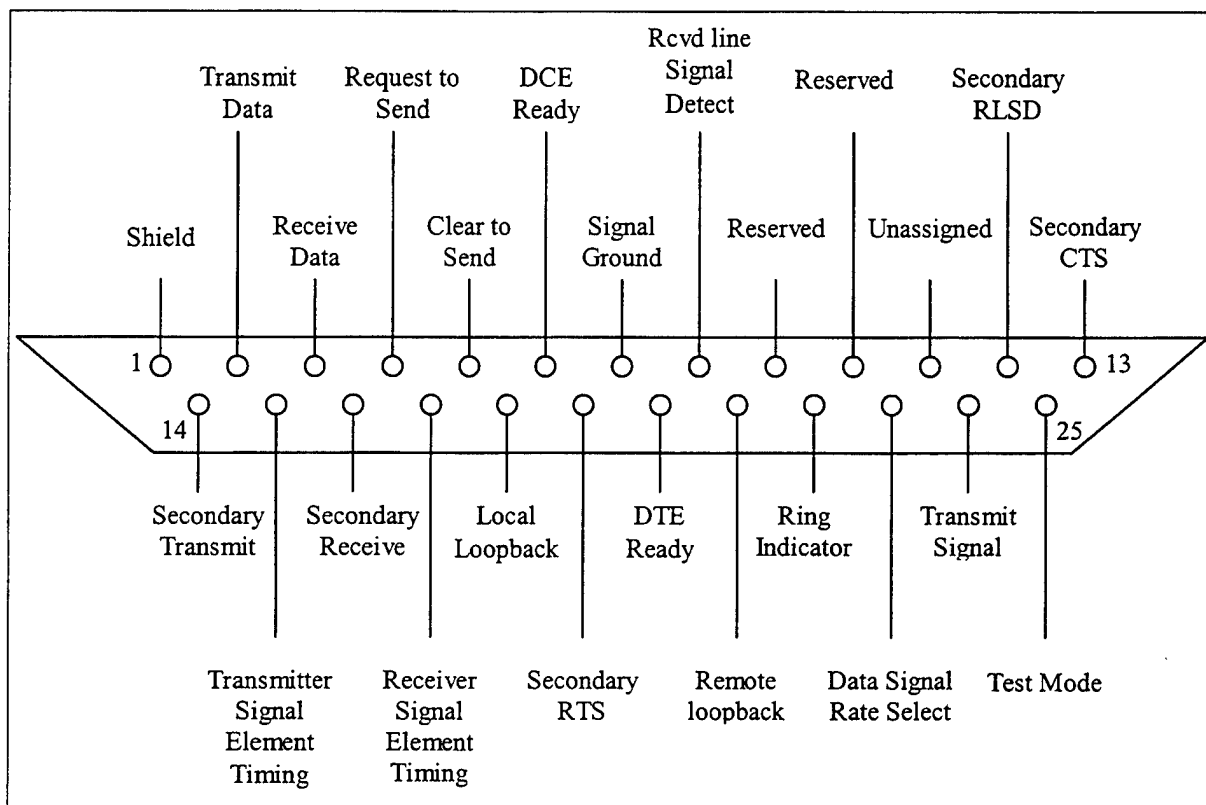 Transmit
Data
Request to
Send
DCE
Ready
Rcvd line
Signal
Detect
Reserved
Secondary
RLSD
Shield
Receive
Data
Clear to
Send
Signal
Ground
Reserved
Unassigned
Secondary
CTS
1
13
14
25
Secondary
Transmit
Secondary
Receive
Local
Loopback
DTE
Ready
Ring
Indicator
Transmit
Signal
Transmitter
Signal
Element
Timing
Receiver
Signal
Element
Timing
Secondary
RTS
Remote
loopback
Data Signal
Rate Select
Test Mode